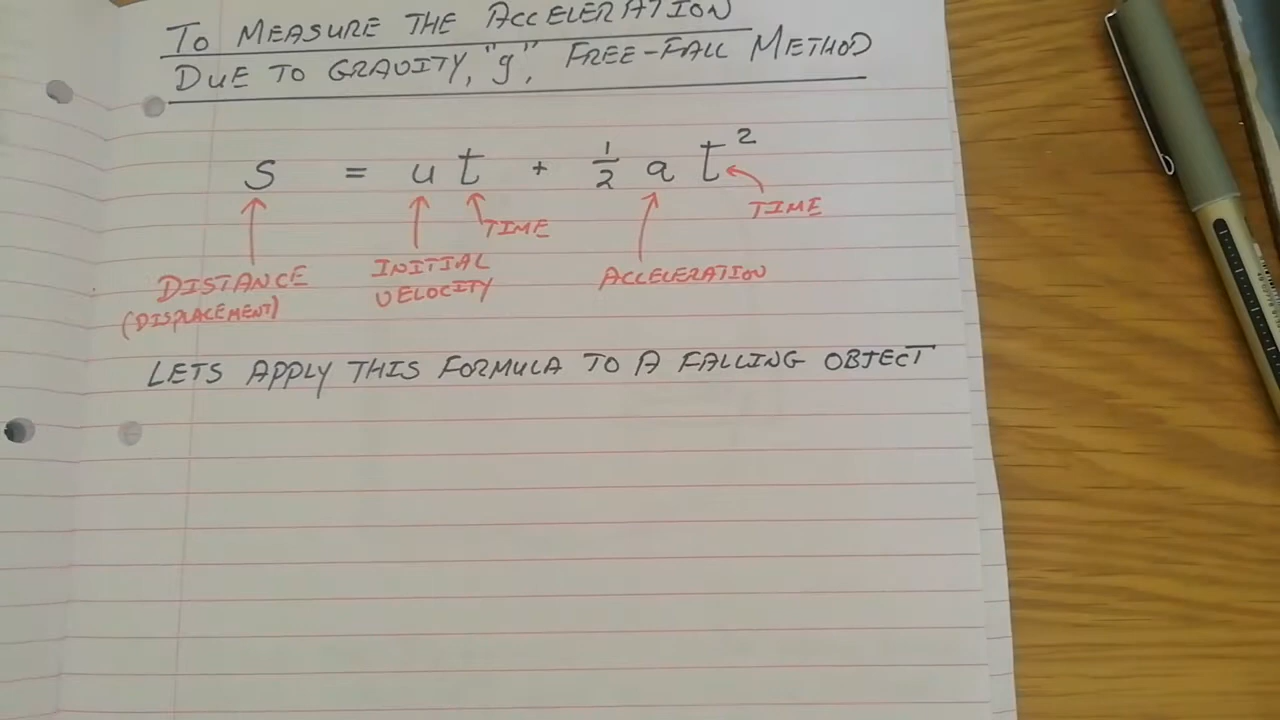 TO MEASURE THE ACCELERATION
DUE TO GRAVITY, "g", FREE-FALL METHOD
s = ut + 1/2 a t²
TIME
TIME
DISTANCE
(DISPLACEMENT)
INITIAL
VELOCITY
ACCELERATION
LETS APPLY THIS FORMULA TO A FALLING OBJECT